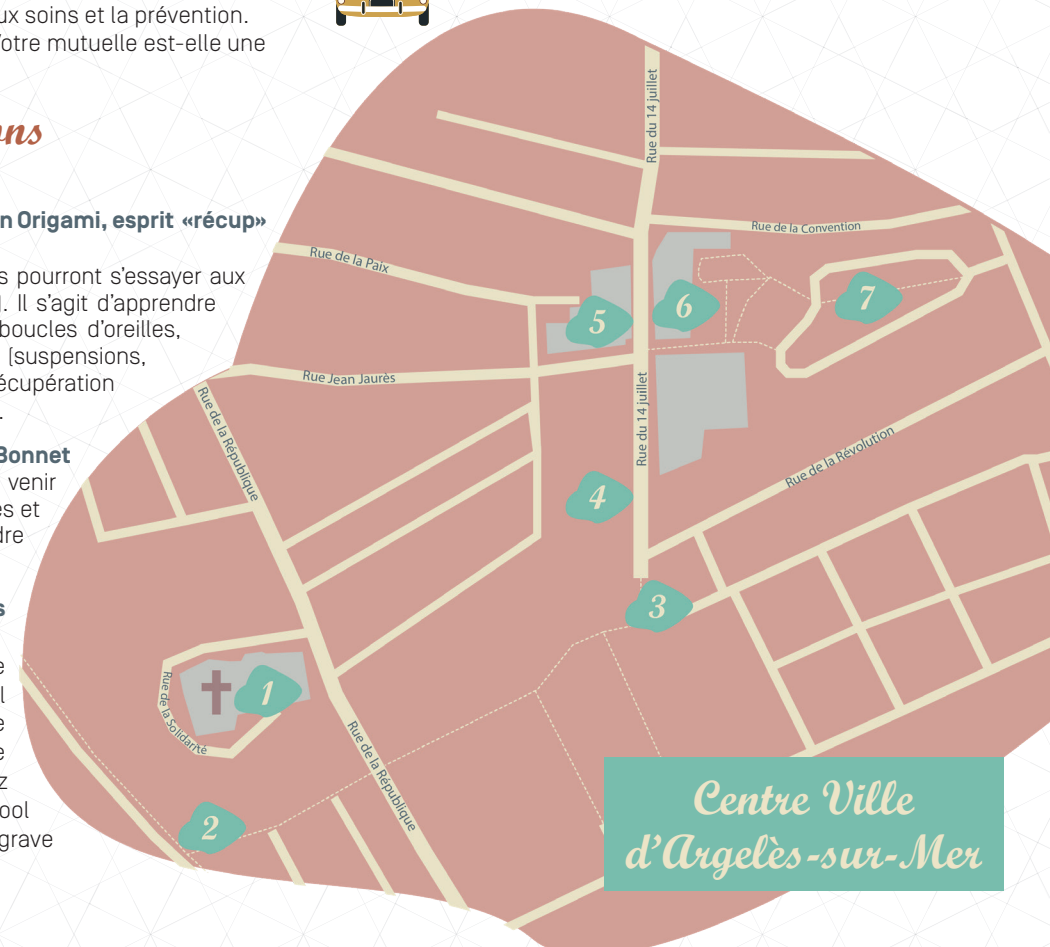 ux soins et la prévention.
Votre mutuelle est-elle une
ons
n Origami, esprit «récup»
s pourront s'essayer aux
). Il s'agit d'apprendre
boucles d'oreilles,
(suspensions,
écupération
.
Bonnet
venir
es et
dre
s
e
l
e
e
z
ool
grave
Rue du 14 juillet
Rue de la Convention
Rue de la Paix
7
6
5
Rue Jean Jaurès
Rue de la République
Rue du 14 juillet
Rue de la Révolution
4
3
1
Rue de la Solidarité
Rue de la République
2
Centre Ville
d'Argelès-sur-Mer